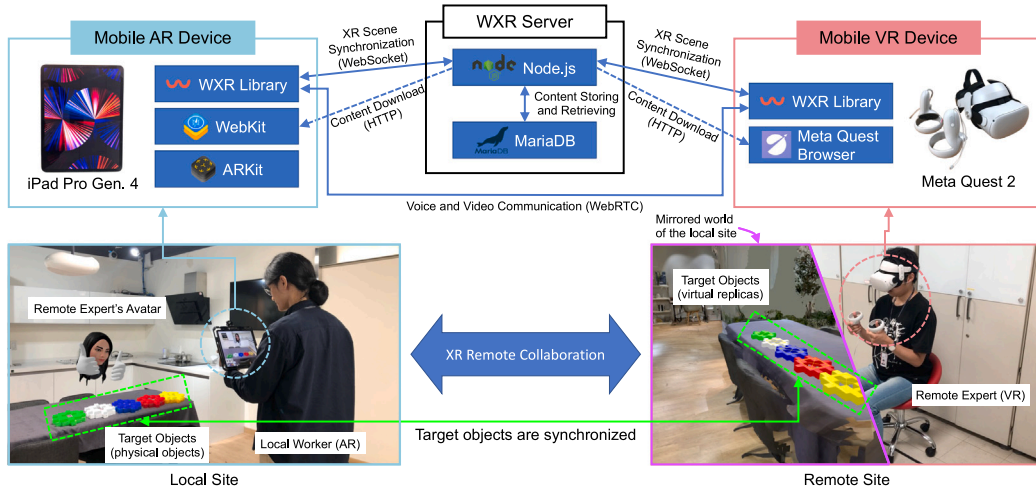 Mobile AR Device
WXR Library
WebKit
ARKit
iPad Pro Gen. 4
XR Scene
Synchronization
(WebSocket)
Content Download
(HTTP)
WXR Server
node
Node.js
Content Storing
and Retrieving
MariaDB
MariaDB
XR Scene
Synchronization
(WebSocket)
Content Download
(HTTP)
Mobile VR Device
WXR Library
Meta Quest
Browser
Meta Quest 2
Voice and Video Communication (WebRTC)
Mirrored world
of the local site
Remote Expert's Avatar
Target Objects
(physical objects)
Local Worker (AR)
XR Remote Collaboration
Target objects are synchronized
Target Objects
(virtual replicas)
Remote Expert (VR)
Local Site
Remote Site